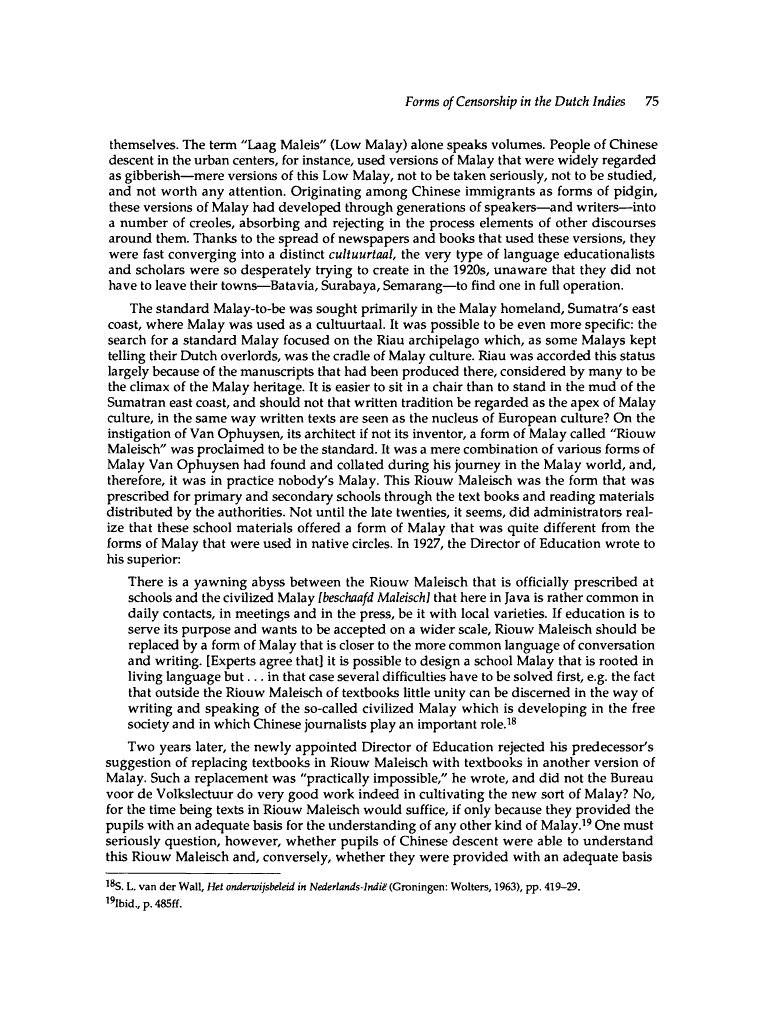 Forms of Censorship in the Dutch Indies 75
themselves. The term "Laag Maleis" (Low Malay) alone speaks volumes. People of Chinese
descent in the urban centers, for instance, used versions of Malay that were widely regarded
as gibberish—mere versions of this Low Malay, not to be taken seriously, not to be studied,
and not worth any attention. Originating among Chinese immigrants as forms of pidgin,
these versions of Malay had developed through generations of speakers—and writers—into
a number of creoles, absorbing and rejecting in the process elements of other discourses
around them. Thanks to the spread of newspapers and books that used these versions, they
were fast converging into a distinct cultuurtaal, the very type of language educationalists
and scholars were so desperately trying to create in the 1920s, unaware that they did not
have to leave their towns—Batavia, Surabaya, Semarang—to find one in full operation.
The standard Malay-to-be was sought primarily in the Malay homeland, Sumatra's east
coast, where Malay was used as a cultuurtaal. It was possible to be even more specific: the
search for a standard Malay focused on the Riau archipelago which, as some Malays kept
telling their Dutch overlords, was the cradle of Malay culture. Riau was accorded this status
largely because of the manuscripts that had been produced there, considered by many to be
the climax of the Malay heritage. It is easier to sit in a chair than to stand in the mud of the
Sumatran east coast, and should not that written tradition be regarded as the apex of Malay
culture, in the same way written texts are seen as the nucleus of European culture? On the
instigation of Van Ophuysen, its architect if not its inventor, a form of Malay called "Riouw
Maleisch" was proclaimed to be the standard. It was a mere combination of various forms of
Malay Van Ophuysen had found and collated during his journey in the Malay world, and,
therefore, it was in practice nobody's Malay. This Riouw Maleisch was the form that was
prescribed for primary and secondary schools through the text books and reading materials
distributed by the authorities. Not until the late twenties, it seems, did administrators real-
ize that these school materials offered a form of Malay that was quite different from the
forms of Malay that were used in native circles. In 1927, the Director of Education wrote to
his superior:
There is a yawning abyss between the Riouw Maleisch that is officially prescribed at
schools and the civilized Malay [beschaafd Maleisch] that here in Java is rather common in
daily contacts, in meetings and in the press, be it with local varieties. If education is to
serve its purpose and wants to be accepted on a wider scale, Riouw Maleisch should be
replaced by a form of Malay that is closer to the more common language of conversation
and writing. [Experts agree that] it is possible to design a school Malay that is rooted in
living language but . . . in that case several difficulties have to be solved first, e.g. the fact
that outside the Riouw Maleisch of textbooks little unity can be discerned in the way of
writing and speaking of the so-called civilized Malay which is developing in the free
society and in which Chinese journalists play an important role.18
Two years later, the newly appointed Director of Education rejected his predecessor's
suggestion of replacing textbooks in Riouw Maleisch with textbooks in another version of
Malay. Such a replacement was "practically impossible," he wrote, and did not the Bureau
voor de Volkslectuur do very good work indeed in cultivating the new sort of Malay? No,
for the time being texts in Riouw Maleisch would suffice, if only because they provided the
pupils with an adequate basis for the understanding of any other kind of Malay.19 One must
seriously question, however, whether pupils of Chinese descent were able to understand
this Riouw Maleisch and, conversely, whether they were provided with an adequate basis
18S. L. van der Wall, Het onderwijsbeleid in Nederlands-Indië (Groningen: Wolters, 1963), pp. 419–29.
19Ibid., p. 485ff.